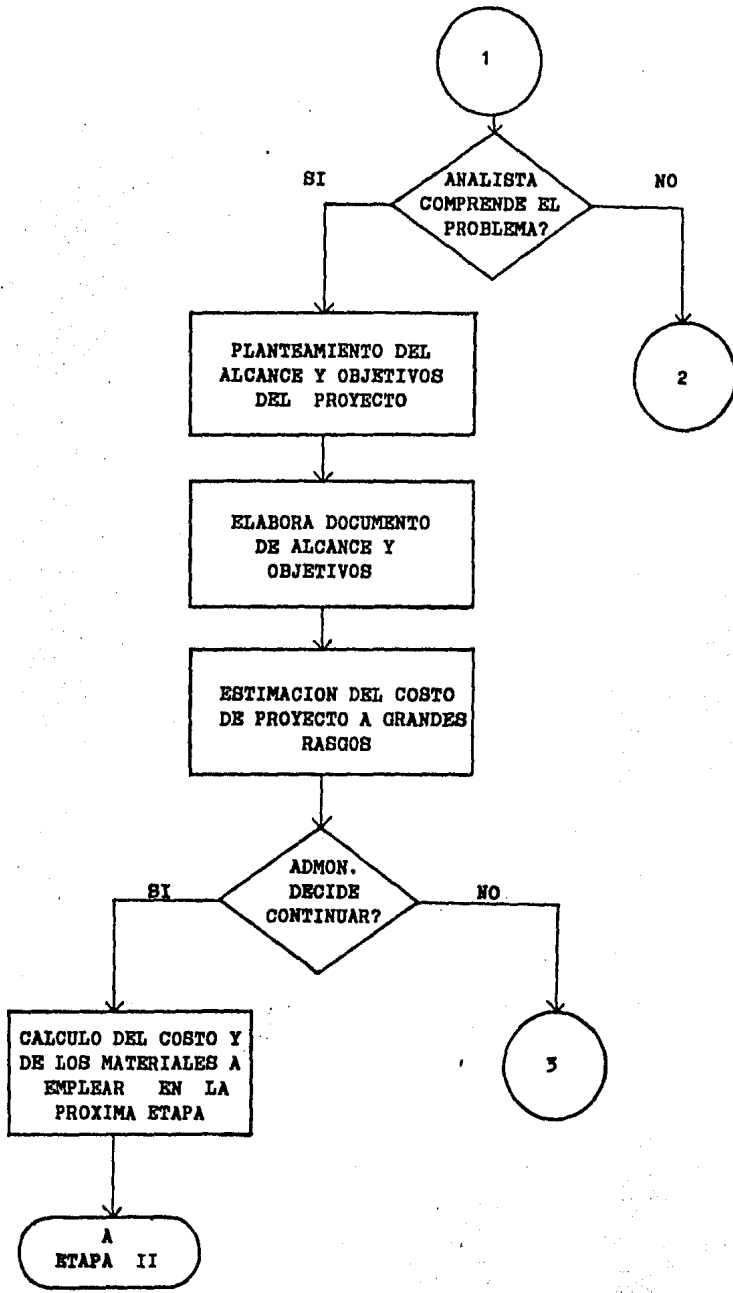 1
SI
ANALISTA
COMPRENDE EL
PROBLEMA?
NO
PLANTEAMIENTO DEL
ALCANCE Y OBJETIVOS
DEL PROYECTO
2
ELABORA DOCUMENTO
DE ALCANCE Y
OBJETIVOS
ESTIMACION DEL COSTO
DE PROYECTO A GRANDES
RASGOS
SI
ADMON.
DECIDE
CONTINUAR?
NO
CALCULO DEL COSTO Y
DE LOS MATERIALES A
EMPLEAR EN LA
PROXIMA ETAPA
3
A
ETAPA II